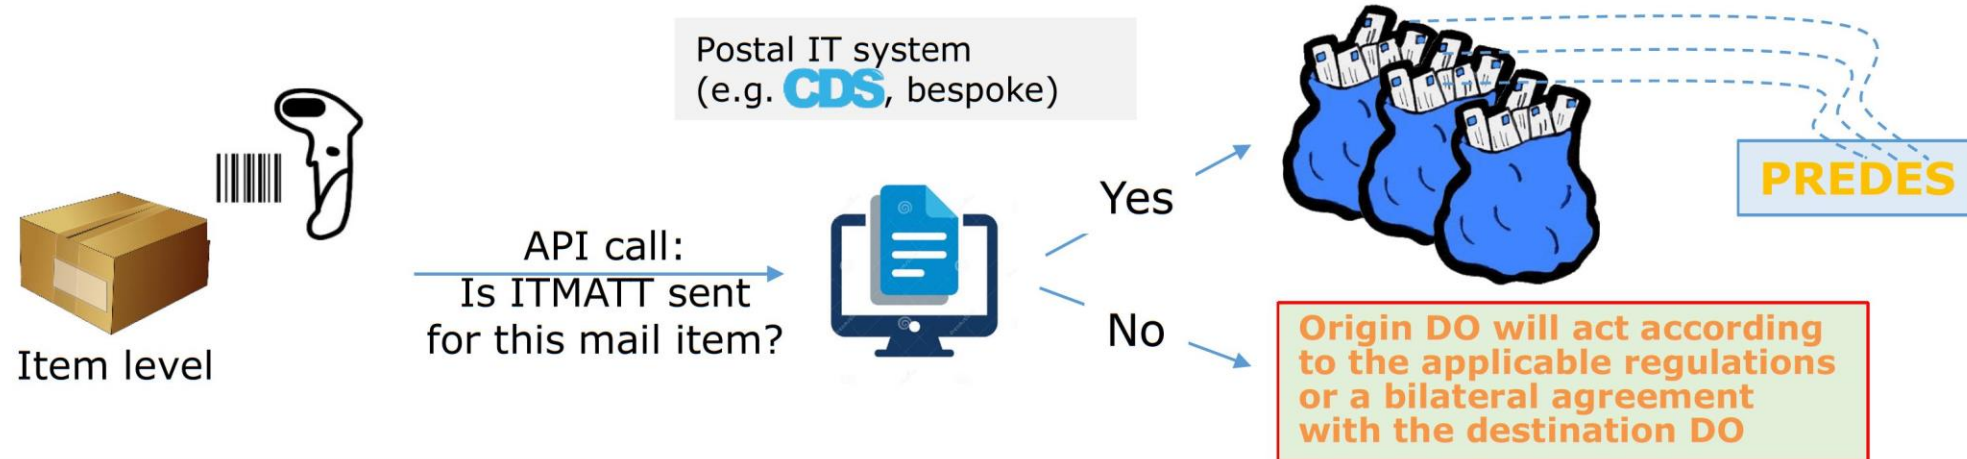 Postal IT system
(e.g. CDS, bespoke)
Item level
API call:
Is ITMATT sent
for this mail item?
Yes
No
PREDES
Origin DO will act according
to the applicable regulations
or a bilateral agreement
with the destination DO